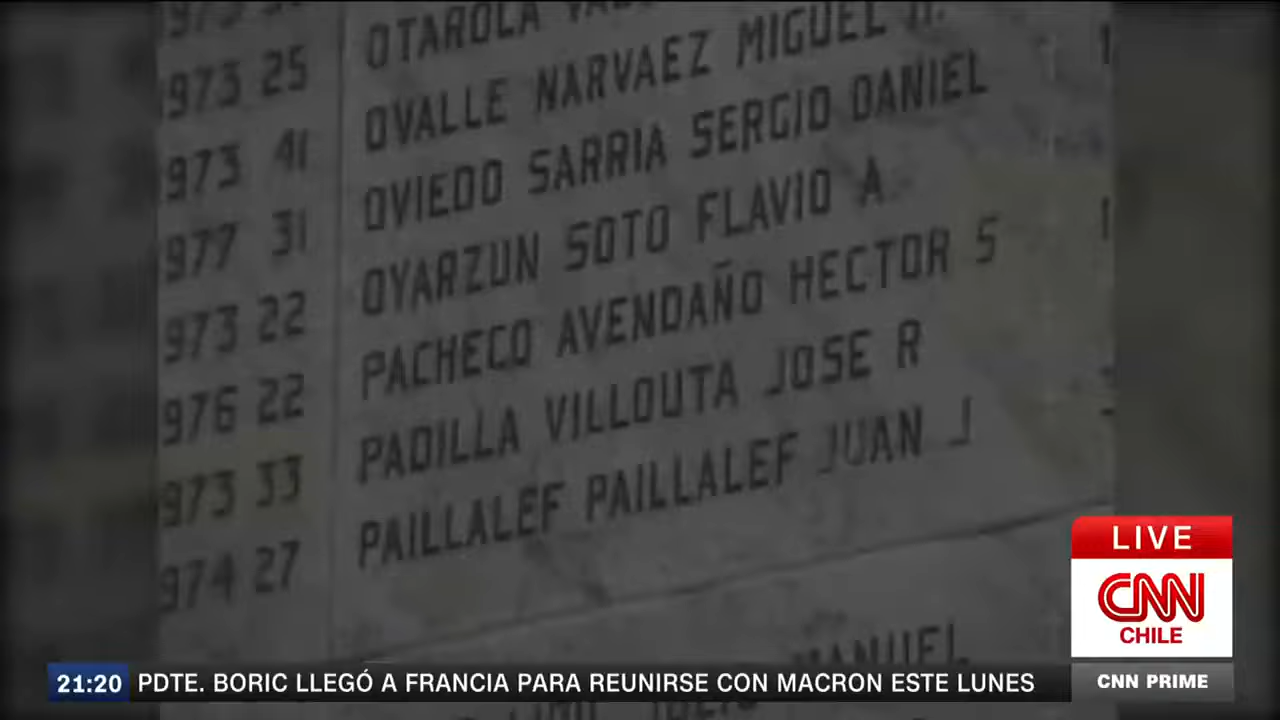 973 25 OTAROLA
973 41 OVALLE NARVAEZ MIGUEL
977 31 OVIEDO SARRIA SERGIO DANIEL
973 22 OYARZUN SOTO FLAVIO A.
976 22 PACHECO AVENDAÑO HECTOR S
973 33 PADILLA VILLOUTA JOSE R
974 27 PAILLALEF PAILLALEF JUAN J
MANUEL
LIVE
CNN
CHILE
21:20 PDTE. BORIC LLEGÓ A FRANCIA PARA REUNIRSE CON MACRON ESTE LUNES
CNN PRIME